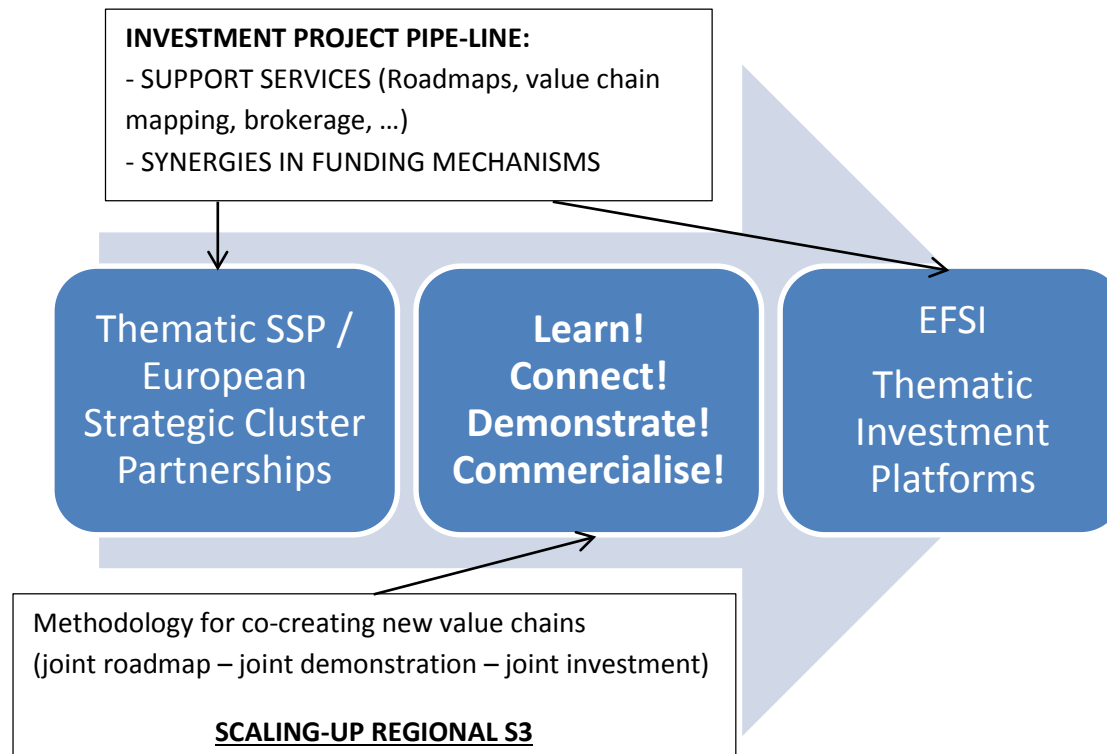 INVESTMENT PROJECT PIPE-LINE:
- SUPPORT SERVICES (Roadmaps, value chain
mapping, brokerage, …)
- SYNERGIES IN FUNDING MECHANISMS
Thematic SSP /
European
Strategic Cluster
Partnerships
Learn!
Connect!
Demonstrate!
Commercialise!
EFSI
Thematic
Investment
Platforms
Methodology for co-creating new value chains
(joint roadmap – joint demonstration – joint investment)
SCALING-UP REGIONAL S3